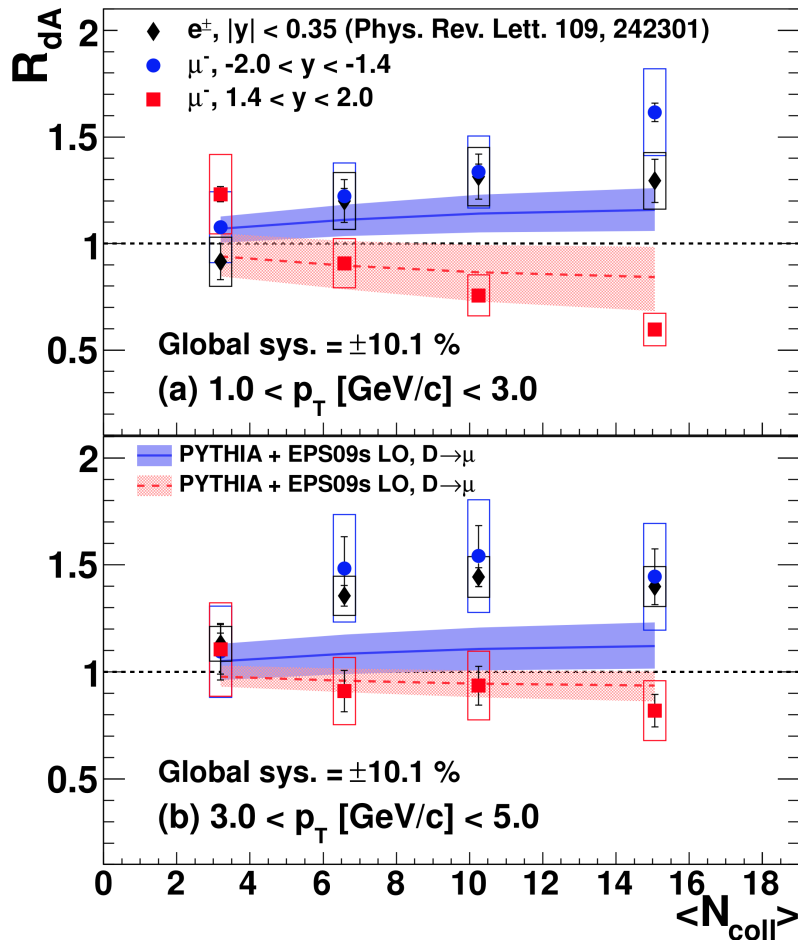 R_dA
2
1.5
1
0.5
e±, |y| < 0.35 (Phys. Rev. Lett. 109, 242301)
μ⁻, -2.0 < y < -1.4
μ⁻, 1.4 < y < 2.0
Global sys. = ±10.1 %
(a) 1.0 < p_T [GeV/c] < 3.0
2
1.5
1
0.5
PYTHIA + EPS09s LO, D→μ
PYTHIA + EPS09s LO, D→μ
Global sys. = ±10.1 %
(b) 3.0 < p_T [GeV/c] < 5.0
0 2 4 6 8 10 12 14 16 18
<N_coll>